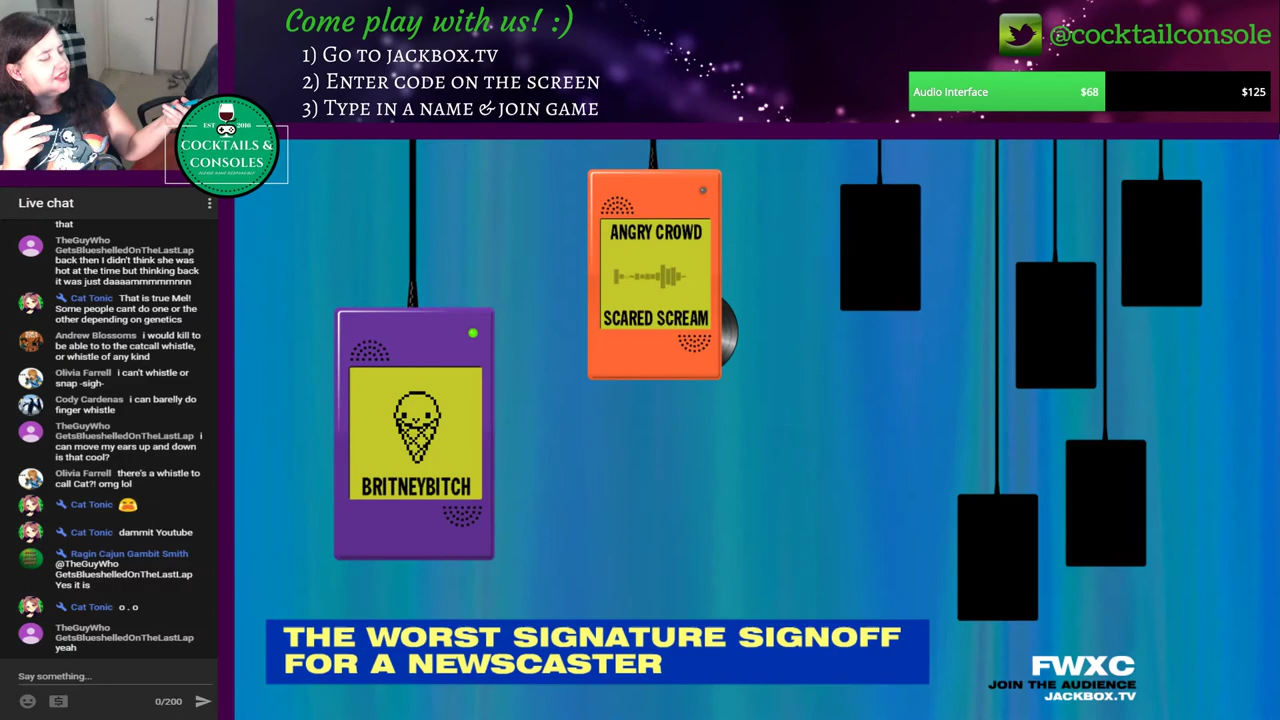 Come play with us! :)
1) Go to jackbox.tv
2) Enter code on the screen
3) Type in a name & join game
@cocktailconsole
Audio Interface $68 $125
EST 2016
COCKTAILS &
CONSOLES
Live chat
that
TheGuyWho
GetsBlueshelledOnTheLastLap
back then I didn't think she was
hot at the time but thinking back
it was just daaaammmmmnnn
Cat Tonic That is true Mel!
Some people cant do one or the
other depending on genetics
Andrew Blossoms i would kill to
be able to to the catcall whistle,
or whistle of any kind
Olivia Farrell i can't whistle or
snap -sigh-
Cody Cardenas i can barelly do
finger whistle
TheGuyWho
GetsBlueshelledOnTheLastLap i
can move my ears up and down
is that cool?
Olivia Farrell there's a whistle to
call Cat?! omg lol
Cat Tonic
Cat Tonic dammit Youtube
Ragin Cajun Gambit Smith
@TheGuyWho
GetsBlueshelledOnTheLastLap
Yes it is
Cat Tonic o . o
TheGuyWho
GetsBlueshelledOnTheLastLap
yeah
Say something...
0/200
ANGRY CROWD
SCARED SCREAM
BRITNEYBITCH
THE WORST SIGNATURE SIGNOFF
FOR A NEWSCASTER
FWXC
JOIN THE AUDIENCE
JACKBOX.TV